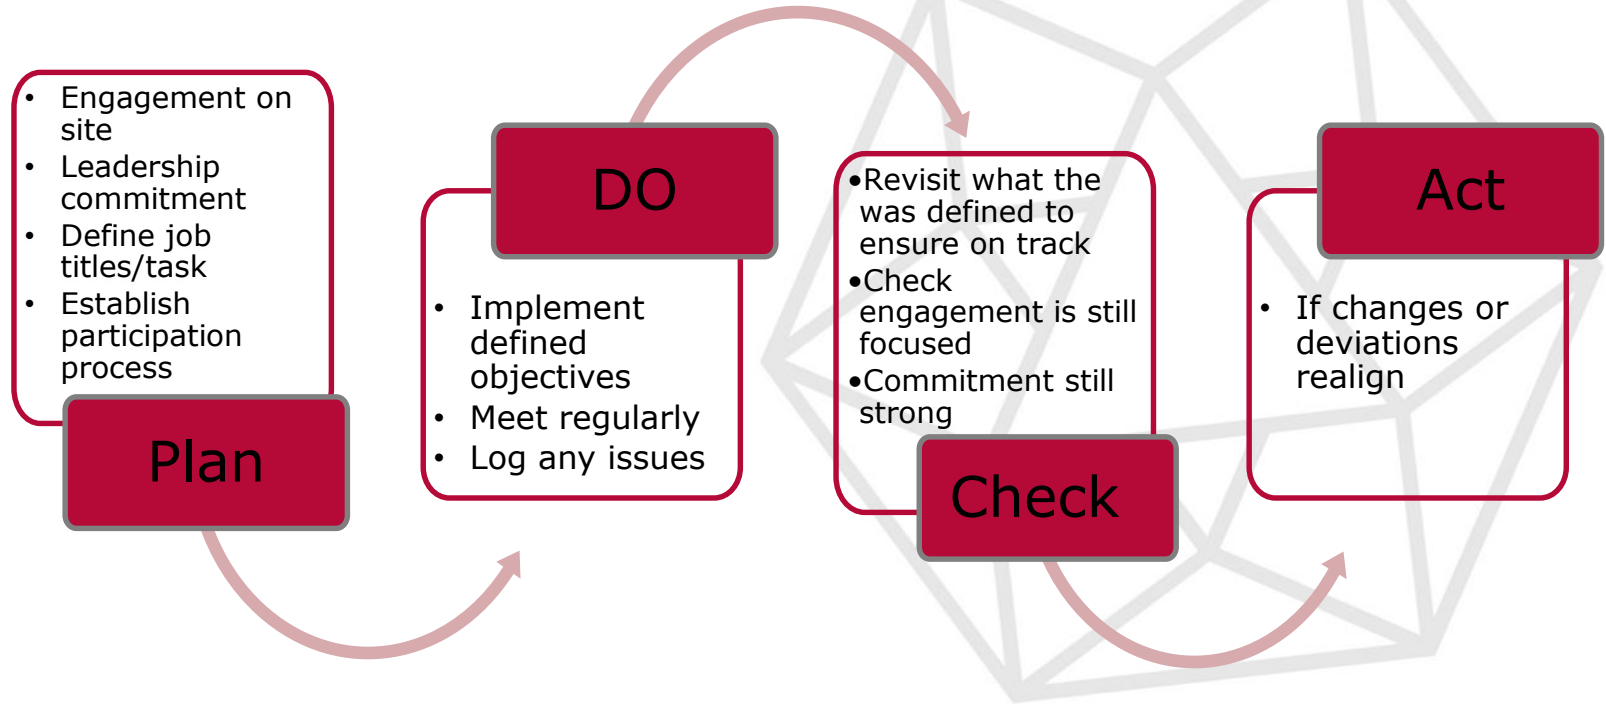 • Engagement on
site
• Leadership
commitment
• Define job
titles/task
• Establish
participation
process
Plan
DO
• Implement
defined
objectives
• Meet regularly
• Log any issues
•Revisit what the
was defined to
ensure on track
•Check
engagement is still
focused
•Commitment still
strong
Check
Act
• If changes or
deviations
realign